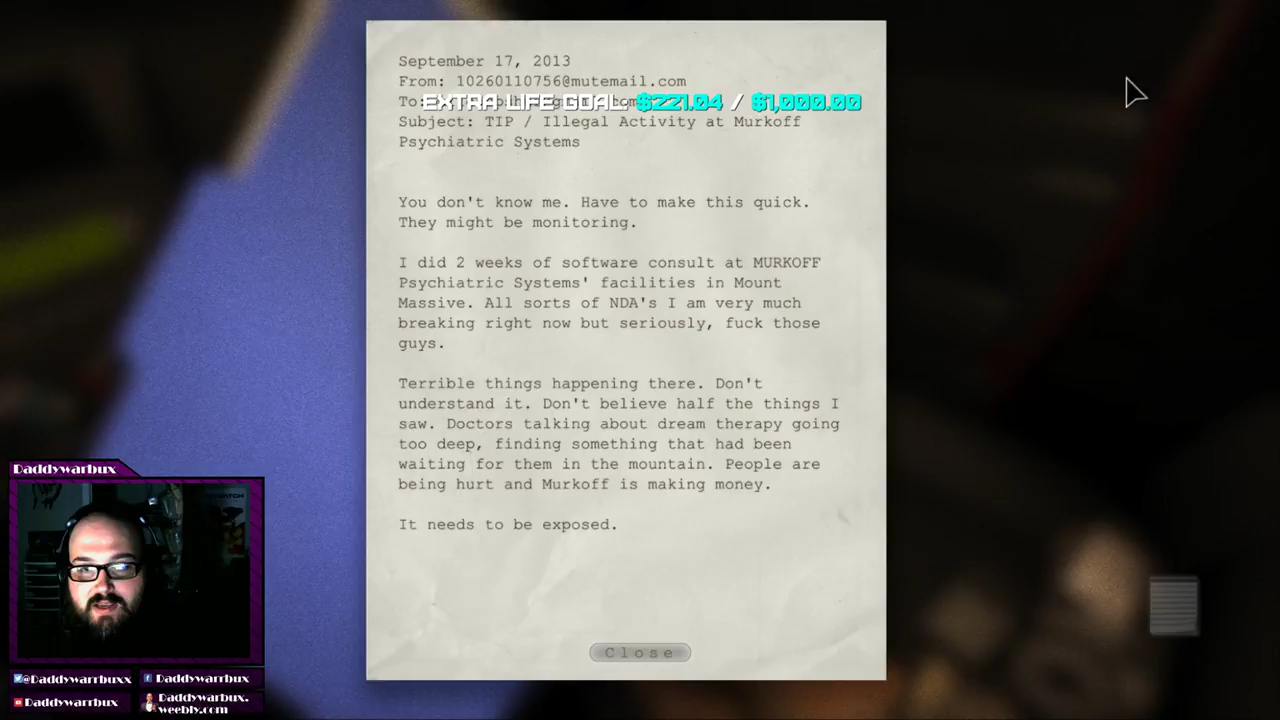 September 17, 2013
From: 10260110756@mutemail.com
To:
EXTRA LIFE GOAL: $221.04 / $1,000.00
Subject: TIP / Illegal Activity at Murkoff
Psychiatric Systems
You don't know me. Have to make this quick.
They might be monitoring.
I did 2 weeks of software consult at MURKOFF
Psychiatric Systems' facilities in Mount
Massive. All sorts of NDA's I am very much
breaking right now but seriously, fuck those
guys.
Terrible things happening there. Don't
understand it. Don't believe half the things I
saw. Doctors talking about dream therapy going
too deep, finding something that had been
waiting for them in the mountain. People are
being hurt and Murkoff is making money.
It needs to be exposed.
Close
Daddywarbux
@Daddywarrbuxx
Daddywarrbux
Daddywarrbux
Daddywarbux.
weebly.com